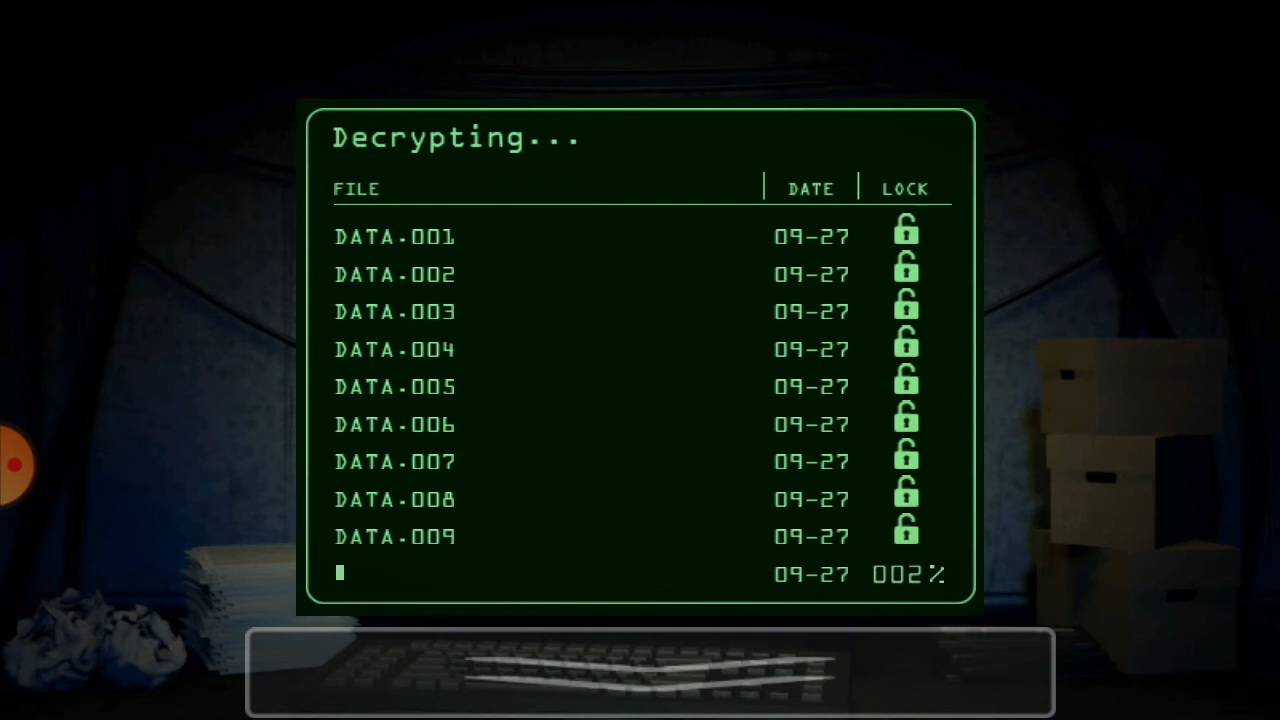 Decrypting...
FILE DATE LOCK
DATA.001 09-27
DATA.002 09-27
DATA.003 09-27
DATA.004 09-27
DATA.005 09-27
DATA.006 09-27
DATA.007 09-27
DATA.008 09-27
DATA.009 09-27
09-27 002%